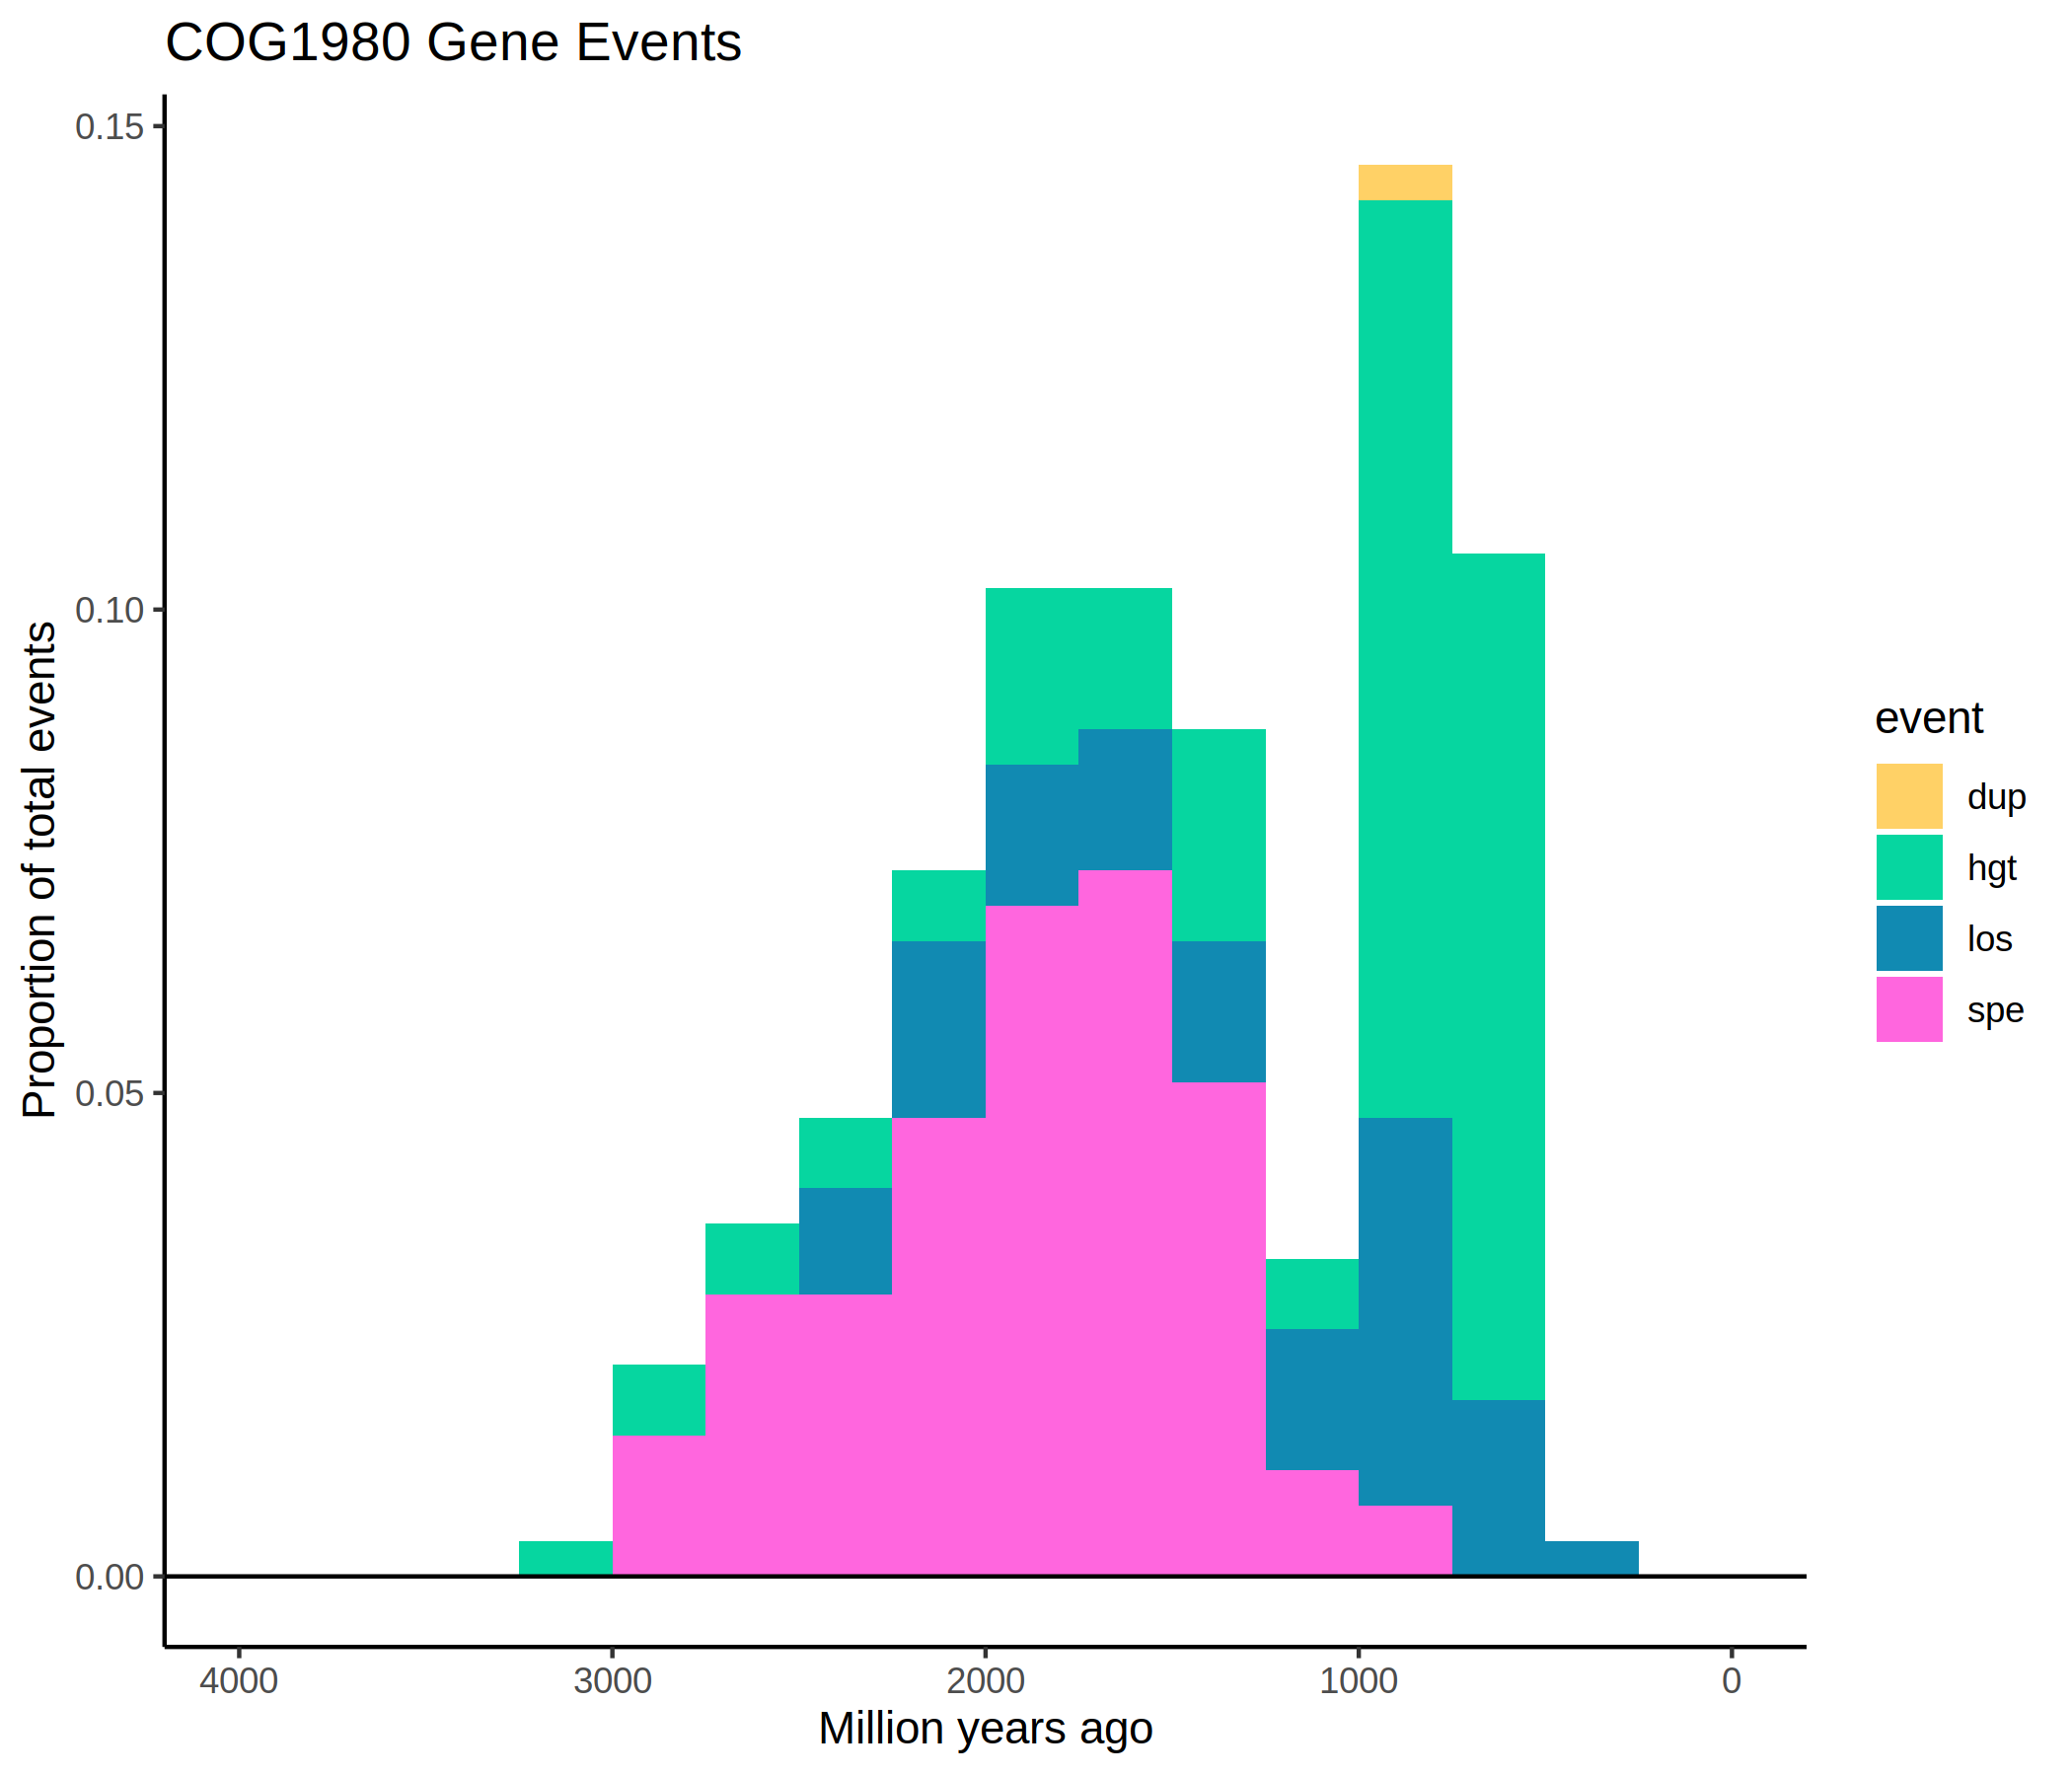 COG1980 Gene Events
Proportion of total events
0.15
0.10
0.05
0.00
4000
3000
2000
1000
0
Million years ago
event
dup
hgt
los
spe